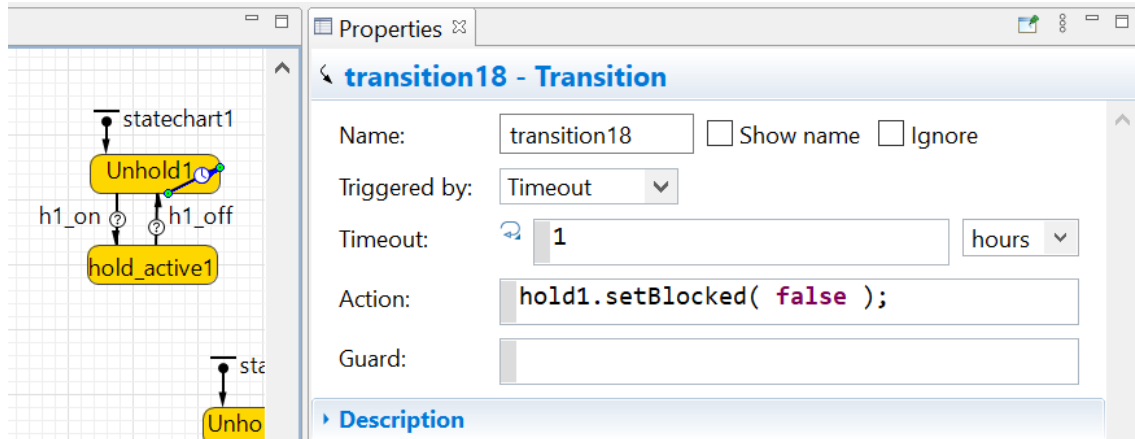 Properties
transition18 - Transition
Name: transition18 Show name Ignore
Triggered by: Timeout
Timeout: 1 hours
Action: hold1.setBlocked( false );
Guard:
Description
statechart1
Unhold1
h1_on h1_off
hold_active1
sta
Unho